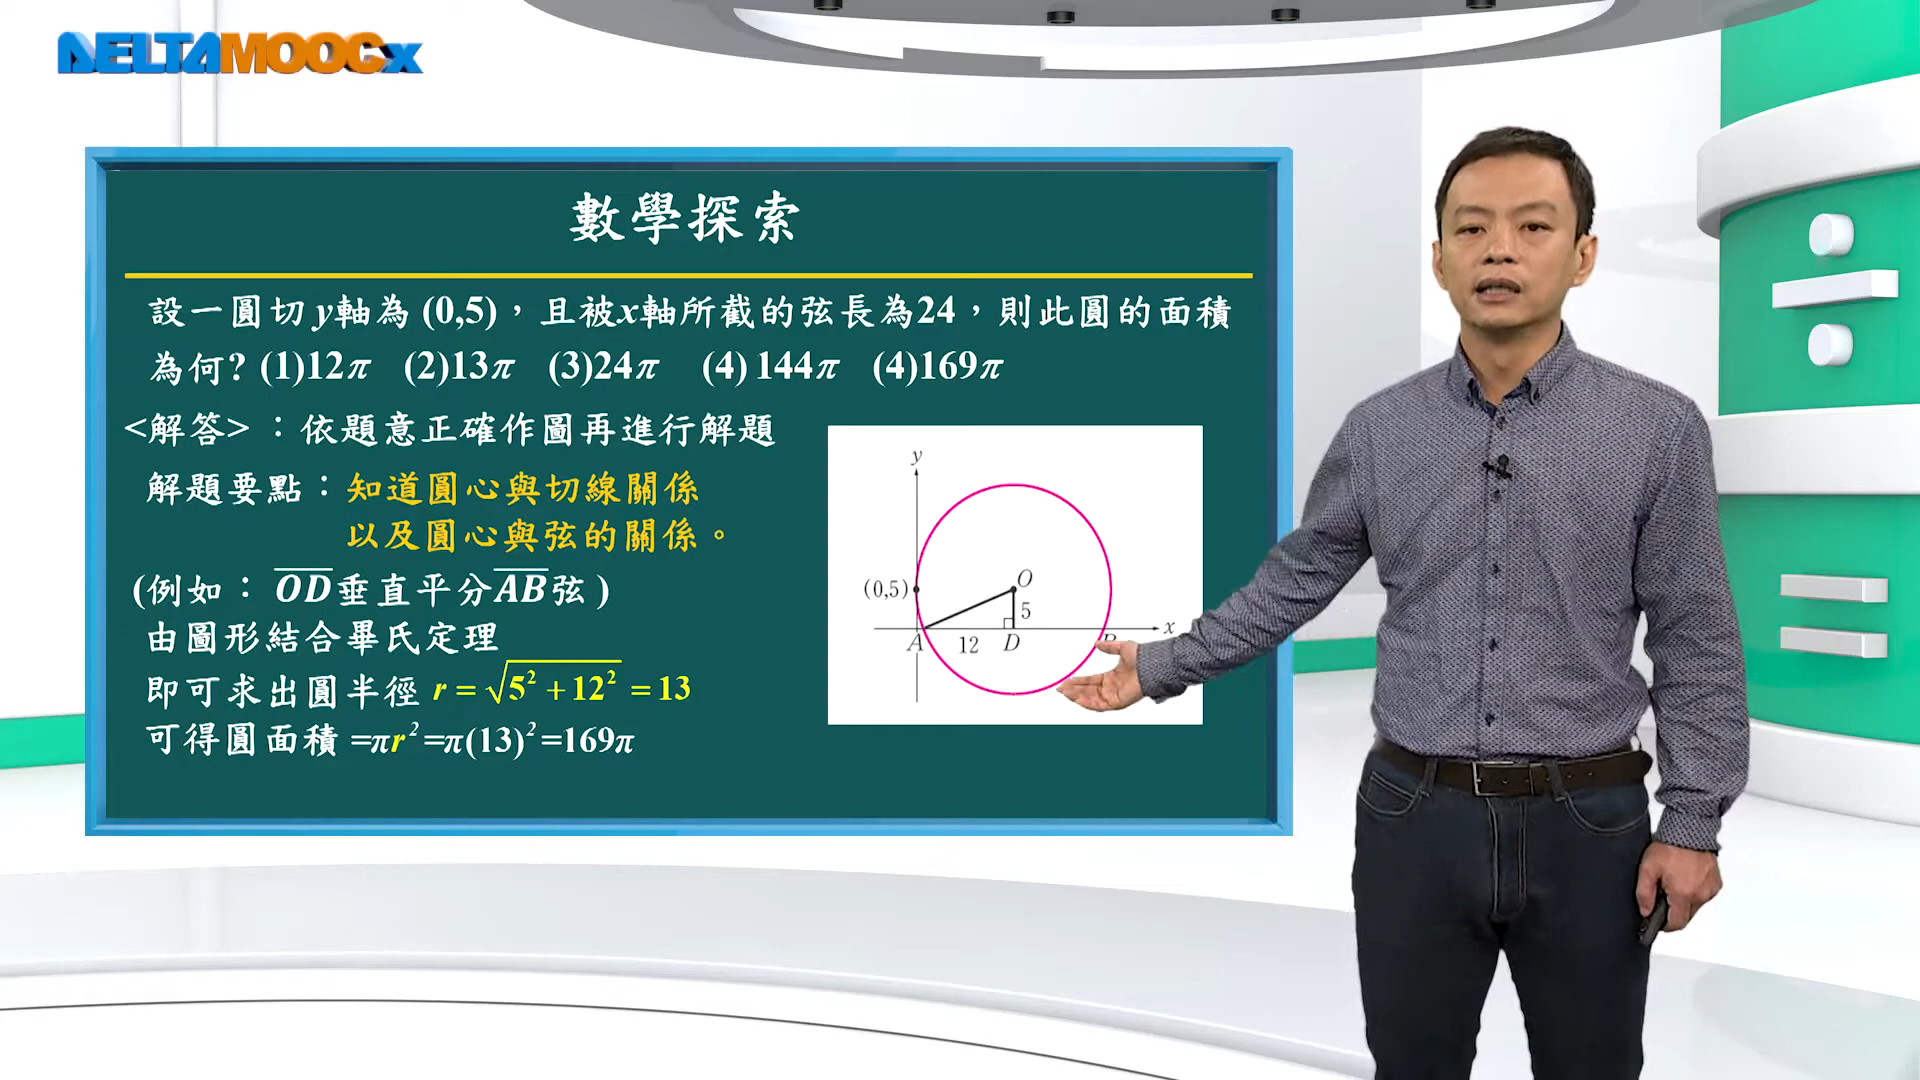 DELTAMOOCx
數學探索
設一圓切y軸為 (0,5)，且被x軸所截的弦長為24，則此圓的面積
為何? (1)12π (2)13π (3)24π (4) 144π (4)169π
<解答>：依題意正確作圖再進行解題
解題要點：知道圓心與切線關係
以及圓心與弦的關係。
(例如： OD垂直平分AB弦 )
由圖形結合畢氏定理
即可求出圓半徑 r = √5² + 12² = 13
可得圓面積 =πr²=π(13)²=169π
y
(0,5)
O
5
x
A
12
D